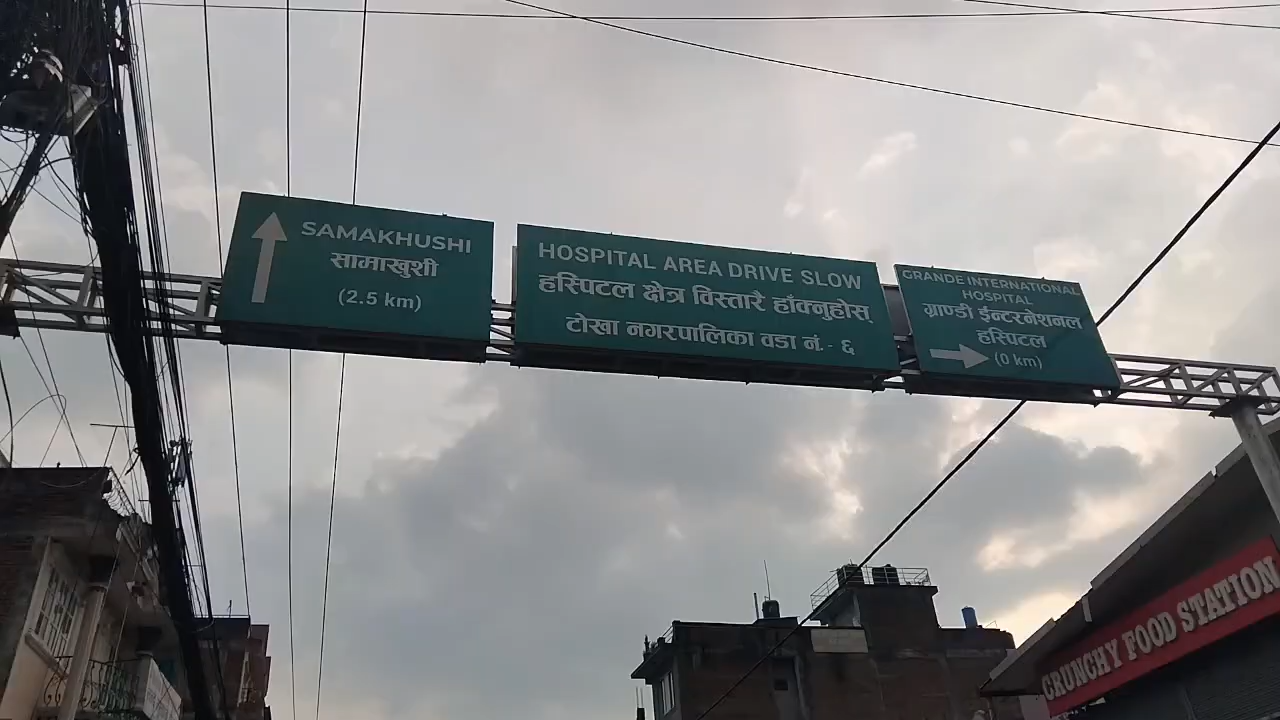 SAMAKHUSHI
सामाखुशी
(2.5 km)
HOSPITAL AREA DRIVE SLOW
हस्पिटल क्षेत्र विस्तारै हाँक्नुहोस्
टोखा नगरपालिका वडा नं.- ६
GRANDE INTERNATIONAL
HOSPITAL
ग्राण्डी ईन्टरनेशनल
हस्पिटल
(0 km)
CRUNCHY FOOD STATION